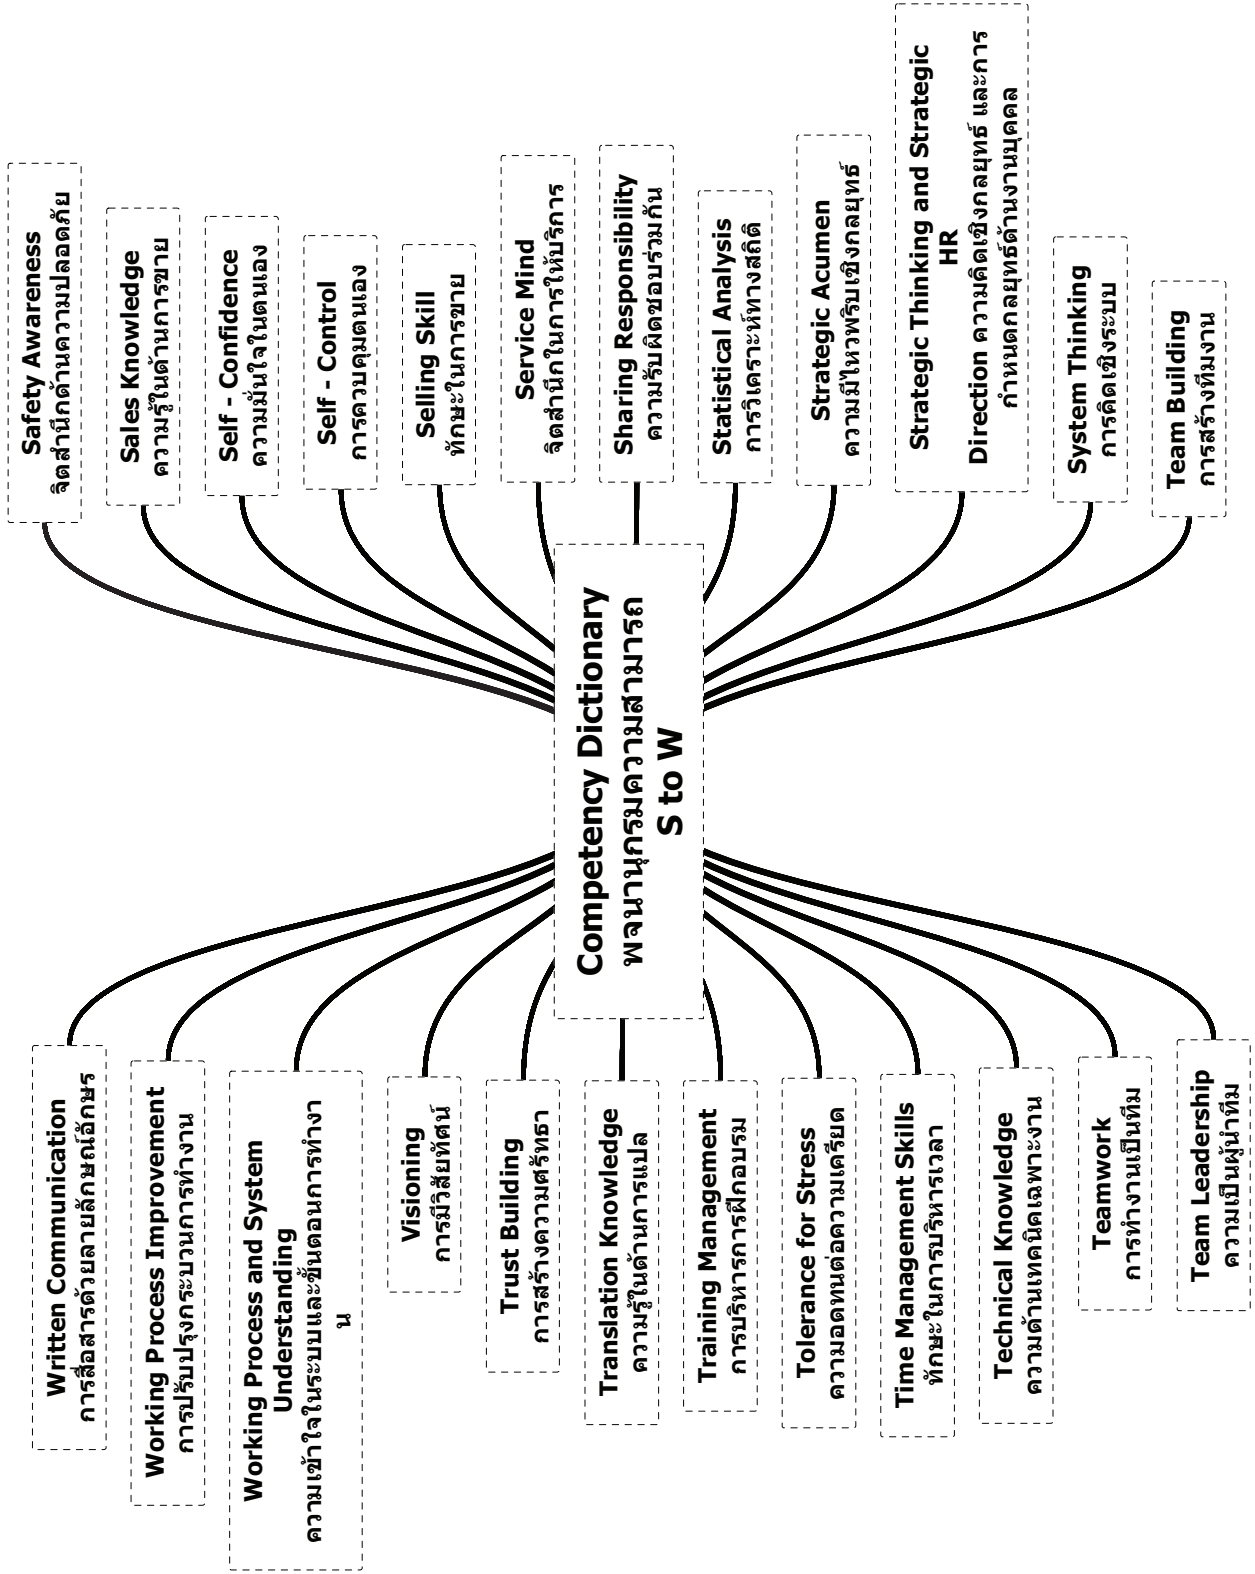 Competency Dictionary
พจนานุกรมความสามารถ
S to W
Safety Awareness
จิตสำนึกด้านความปลอดภัย
Sales Knowledge
ความรู้ในด้านการขาย
Self - Confidence
ความมั่นใจในตนเอง
Self - Control
การควบคุมตนเอง
Selling Skill
ทักษะในการขาย
Service Mind
จิตสำนึกในการให้บริการ
Sharing Responsibility
ความรับผิดชอบร่วมกัน
Statistical Analysis
การวิเคราะห์ทางสถิติ
Strategic Acumen
ความมีไหวพริบเชิงกลยุทธ์
Strategic Thinking and Strategic
HR
Direction ความคิดเชิงกลยุทธ์ และการ
กำหนดกลยุทธ์ด้านงานบุคคล
System Thinking
การคิดเชิงระบบ
Team Building
การสร้างทีมงาน
Written Communication
การสื่อสารด้วยลายลักษณ์อักษร
Working Process Improvement
การปรับปรุงกระบวนการทำงาน
Working Process and System
Understanding
ความเข้าใจในระบบและขั้นตอนการทำงา
น
Visioning
การมีวิสัยทัศน์
Trust Building
การสร้างความศรัทธา
Translation Knowledge
ความรู้ในด้านการแปล
Training Management
การบริหารการฝึกอบรม
Tolerance for Stress
ความอดทนต่อความเครียด
Time Management Skills
ทักษะในการบริหารเวลา
Technical Knowledge
ความด้านเทคนิคเฉพาะงาน
Teamwork
การทำงานเป็นทีม
Team Leadership
ความเป็นผู้นำทีม